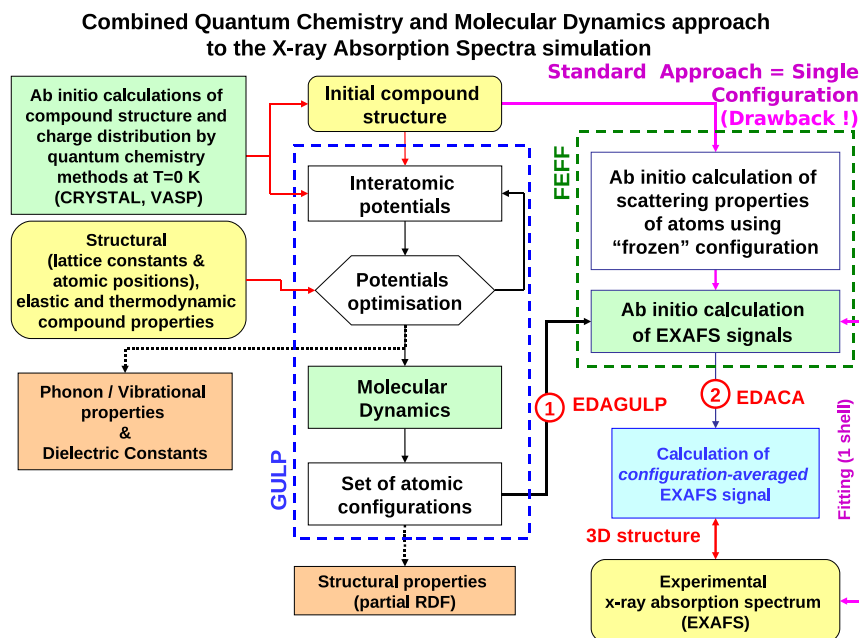 Combined Quantum Chemistry and Molecular Dynamics approach
to the X-ray Absorption Spectra simulation
Standard Approach = Single
Configuration
(Drawback !)
Ab initio calculations of
compound structure and
charge distribution by
quantum chemistry
methods at T=0 K
(CRYSTAL, VASP)
Initial compound
structure
Interatomic
potentials
FEFF
Ab initio calculation of
scattering properties
of atoms using
“frozen” configuration
Structural
(lattice constants &
atomic positions),
elastic and thermodynamic
compound properties
Potentials
optimisation
Ab initio calculation
of EXAFS signals
Phonon / Vibrational
properties
&
Dielectric Constants
Molecular
Dynamics
1
EDAGULP
2
EDACA
GULP
Set of atomic
configurations
Calculation of
configuration-averaged
EXAFS signal
Fitting (1 shell)
3D structure
Structural properties
(partial RDF)
Experimental
x-ray absorption spectrum
(EXAFS)